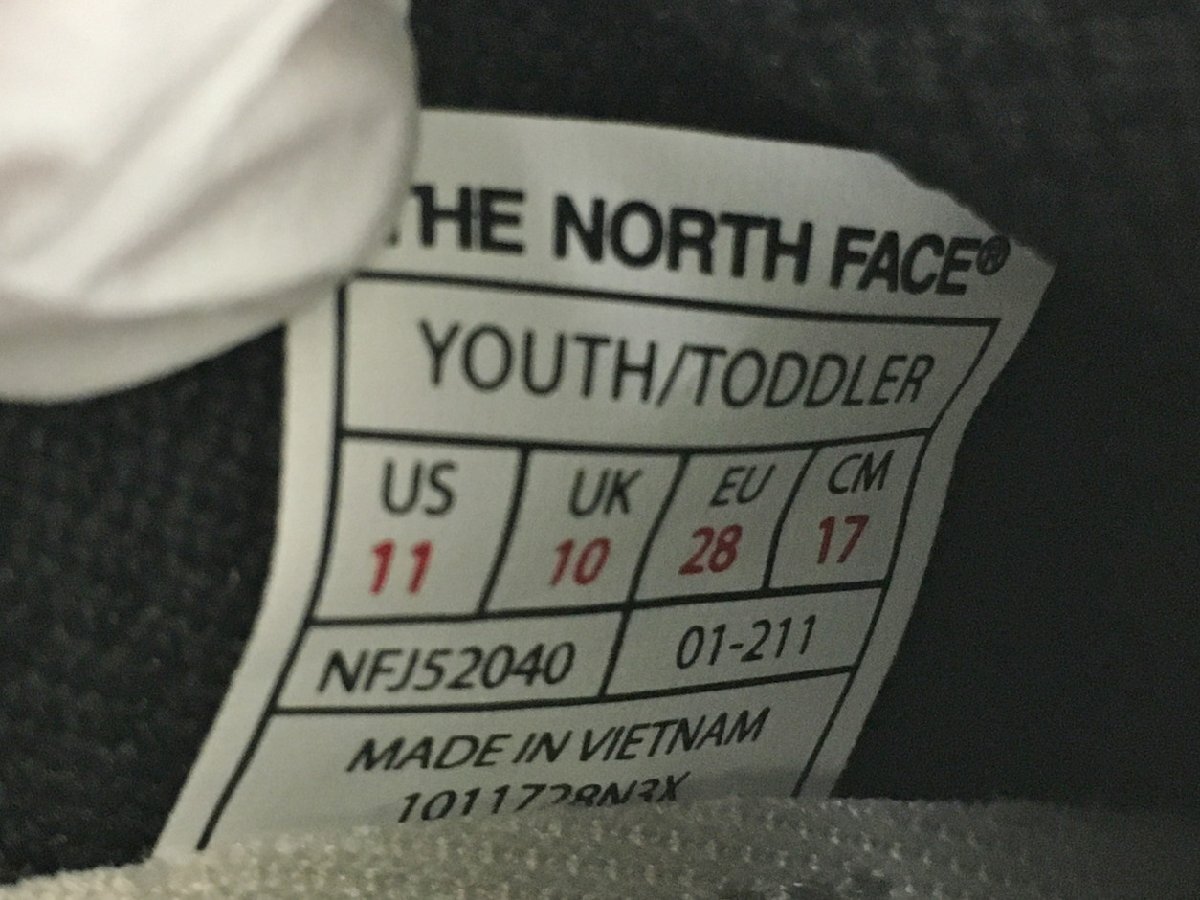 THE NORTH FACE®
YOUTH/TODDLER
US UK EU CM
11 10 28 17
NFJ52040 01-211
MADE IN VIETNAM
1011728N3X